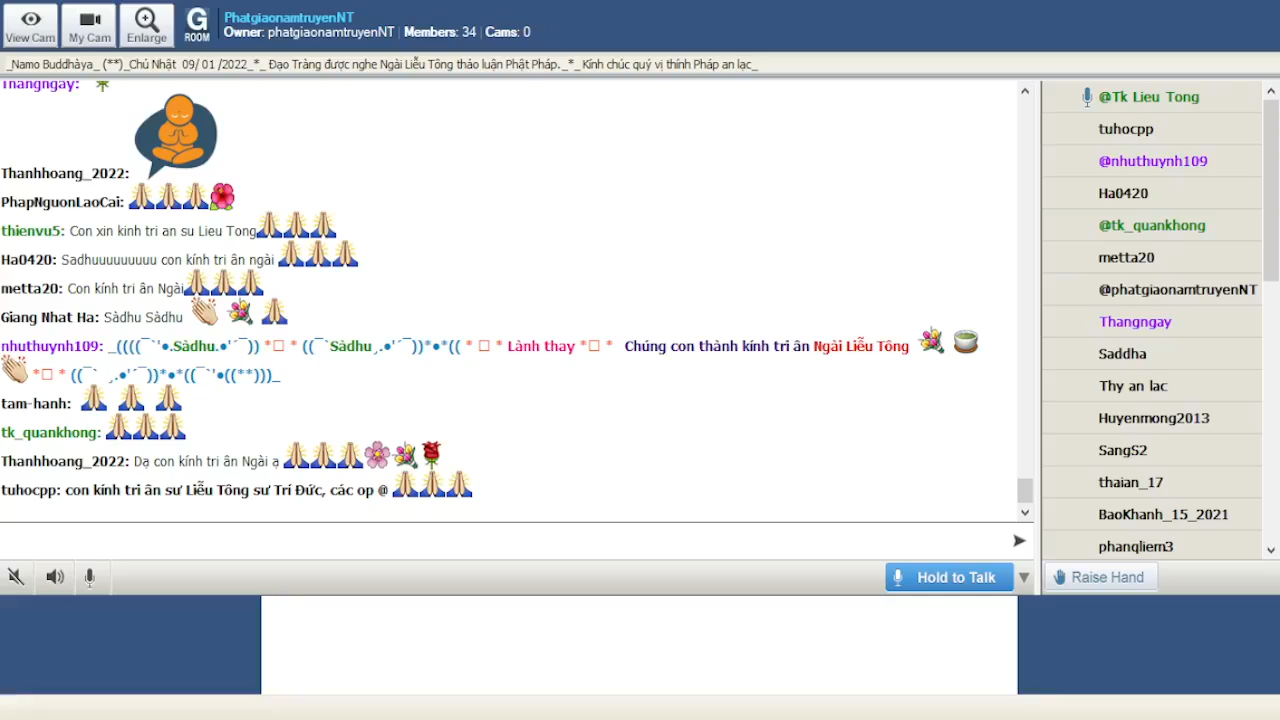 PhatgiaonamtruyenNT
Owner: phatgiaonamtruyenNT | Members: 34 | Cams: 0
View Cam
My Cam
Enlarge
G ROOM
_Namo Buddhàya_ (**)_Chủ Nhật 09/ 01 /2022_*_ Đạo Tràng được nghe Ngài Liễu Tông thảo luận Phật Pháp._*_ Kính chúc quý vị thính Pháp an lạc_
Thangngay:
Thanhhoang_2022:
PhapNguonLaoCai:
thienvu5: Con xin kinh tri an su Lieu Tong
Ha0420: Sadhuuuuuuuuu con kính tri ân ngài
metta20: Con kính tri ân Ngài
Giang Nhat Ha: Sàdhu Sàdhu
nhuthuynh109: _((((¯`'•.Sàdhu.•'´¯)) *□ * ((¯`Sàdhu¸.•'´¯))*•*(( * □ * Lành thay *□ * Chúng con thành kính tri ân Ngài Liễu Tông
*□ * ((¯` ¸.•'´¯))*•*((¯`'•((**)))_
tam-hanh:
tk_quankhong:
Thanhhoang_2022: Dạ con kính tri ân Ngài ạ
tuhocpp: con kính tri ân sư Liễu Tông sư Trí Đức, các op @
Hold to Talk
@Tk Lieu Tong
tuhocpp
@nhuthuynh109
Ha0420
@tk_quankhong
metta20
@phatgiaonamtruyenNT
Thangngay
Saddha
Thy an lac
Huyenmong2013
SangS2
thaian_17
BaoKhanh_15_2021
phanqliem3
Raise Hand